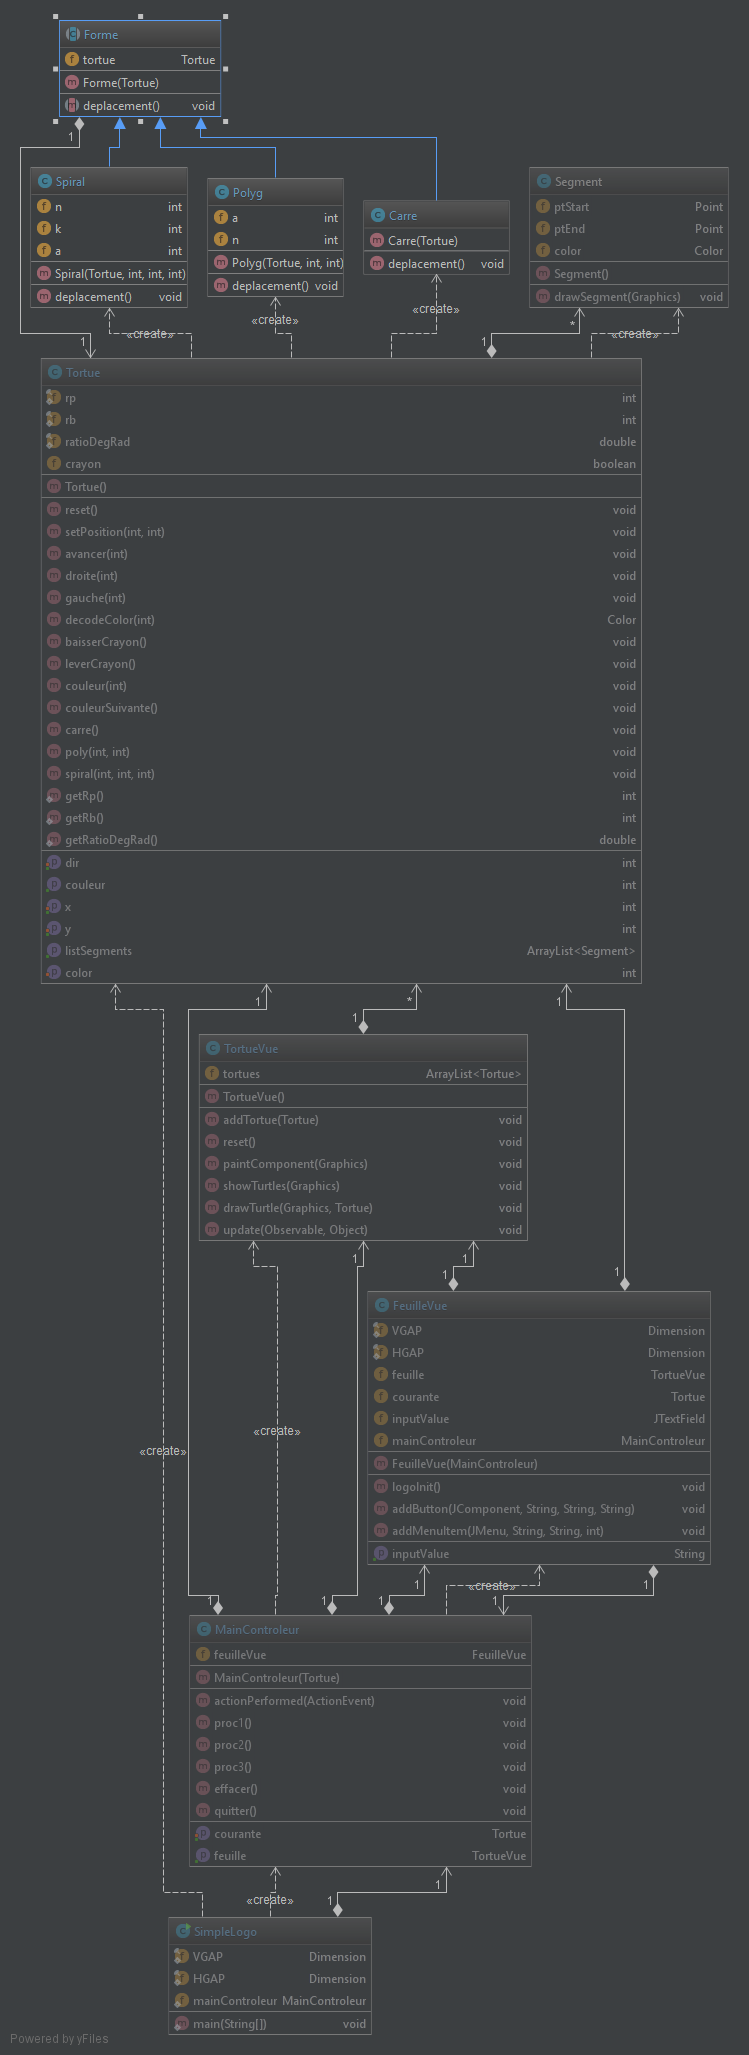 Forme
tortue Tortue
Forme(Tortue)
deplacement() void
1
Spiral
n int
k int
a int
Spiral(Tortue, int, int, int)
deplacement() void
Polyg
a int
n int
Polyg(Tortue, int, int)
deplacement() void
Carre
Carre(Tortue)
deplacement() void
Segment
ptStart Point
ptEnd Point
color Color
Segment()
drawSegment(Graphics) void
«create»
«create»
«create»
«create»
1
*
1
Tortue
rp int
rb int
ratioDegRad double
crayon boolean
Tortue()
reset() void
setPosition(int, int) void
avancer(int) void
droite(int) void
gauche(int) void
decodeColor(int) Color
baisserCrayon() void
leverCrayon() void
couleur(int) void
couleurSuivante() void
carre() void
poly(int, int) void
spiral(int, int, int) void
getRp() int
getRb() int
getRatioDegRad() double
dir int
couleur int
x int
y int
listSegments ArrayList<Segment>
color int
1 * 1
1
TortueVue
tortues ArrayList<Tortue>
TortueVue()
addTortue(Tortue) void
reset() void
paintComponent(Graphics) void
showTurtles(Graphics) void
drawTurtle(Graphics, Tortue) void
update(Observable, Object) void
1 1
1 1
FeuilleVue
VGAP Dimension
HGAP Dimension
feuille TortueVue
courante Tortue
inputValue JTextField
mainControleur MainControleur
FeuilleVue(MainControleur)
logoInit() void
addButton(JComponent, String, String, String) void
addMenuItem(JMenu, String, String, int) void
inputValue String
«create»
«create»
1 «create» 1
1 1 1 1
MainControleur
feuilleVue FeuilleVue
MainControleur(Tortue)
actionPerformed(ActionEvent) void
proc1() void
proc2() void
proc3() void
effacer() void
quitter() void
courante Tortue
feuille TortueVue
1
«create» 1
SimpleLogo
VGAP Dimension
HGAP Dimension
mainControleur MainControleur
main(String[]) void
Powered by yFiles